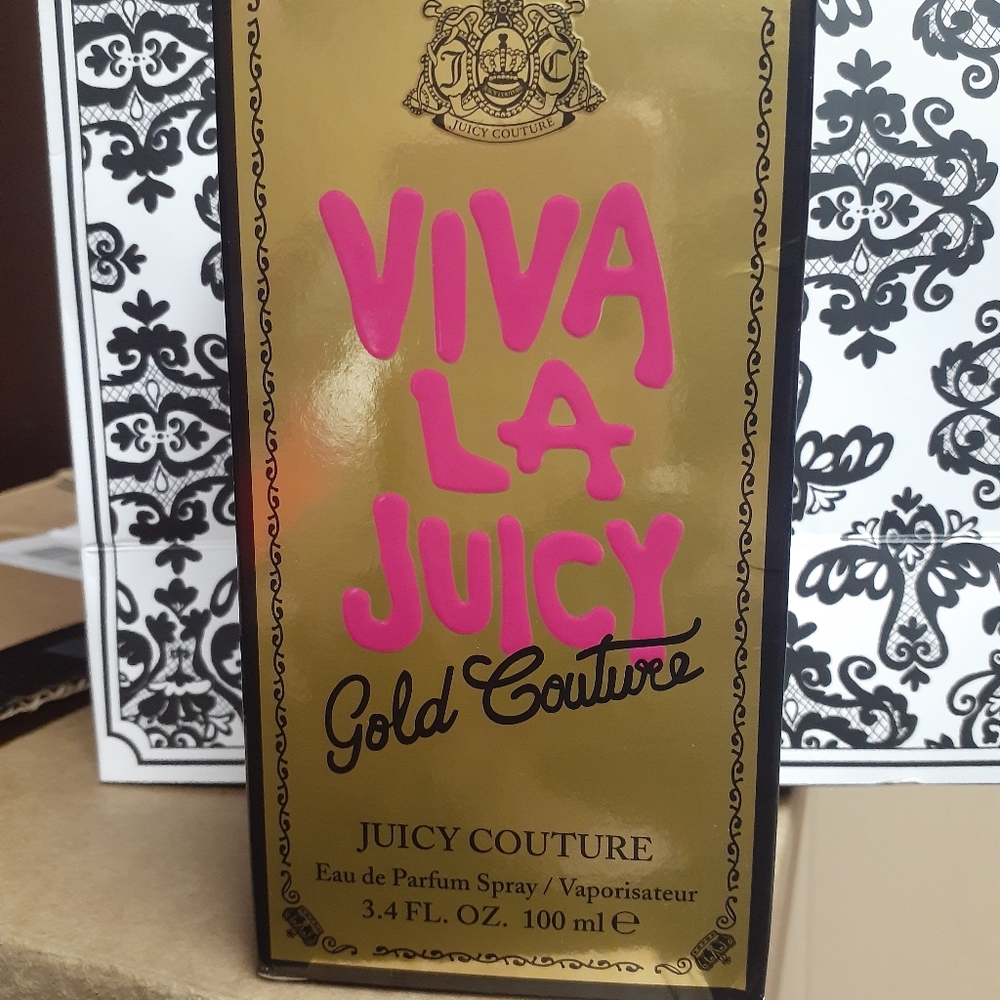 J C
JUICY COUTURE
VIVA
LA
JUICY
Gold Couture
JUICY COUTURE
Eau de Parfum Spray / Vaporisateur
3.4 FL. OZ. 100 ml ℮